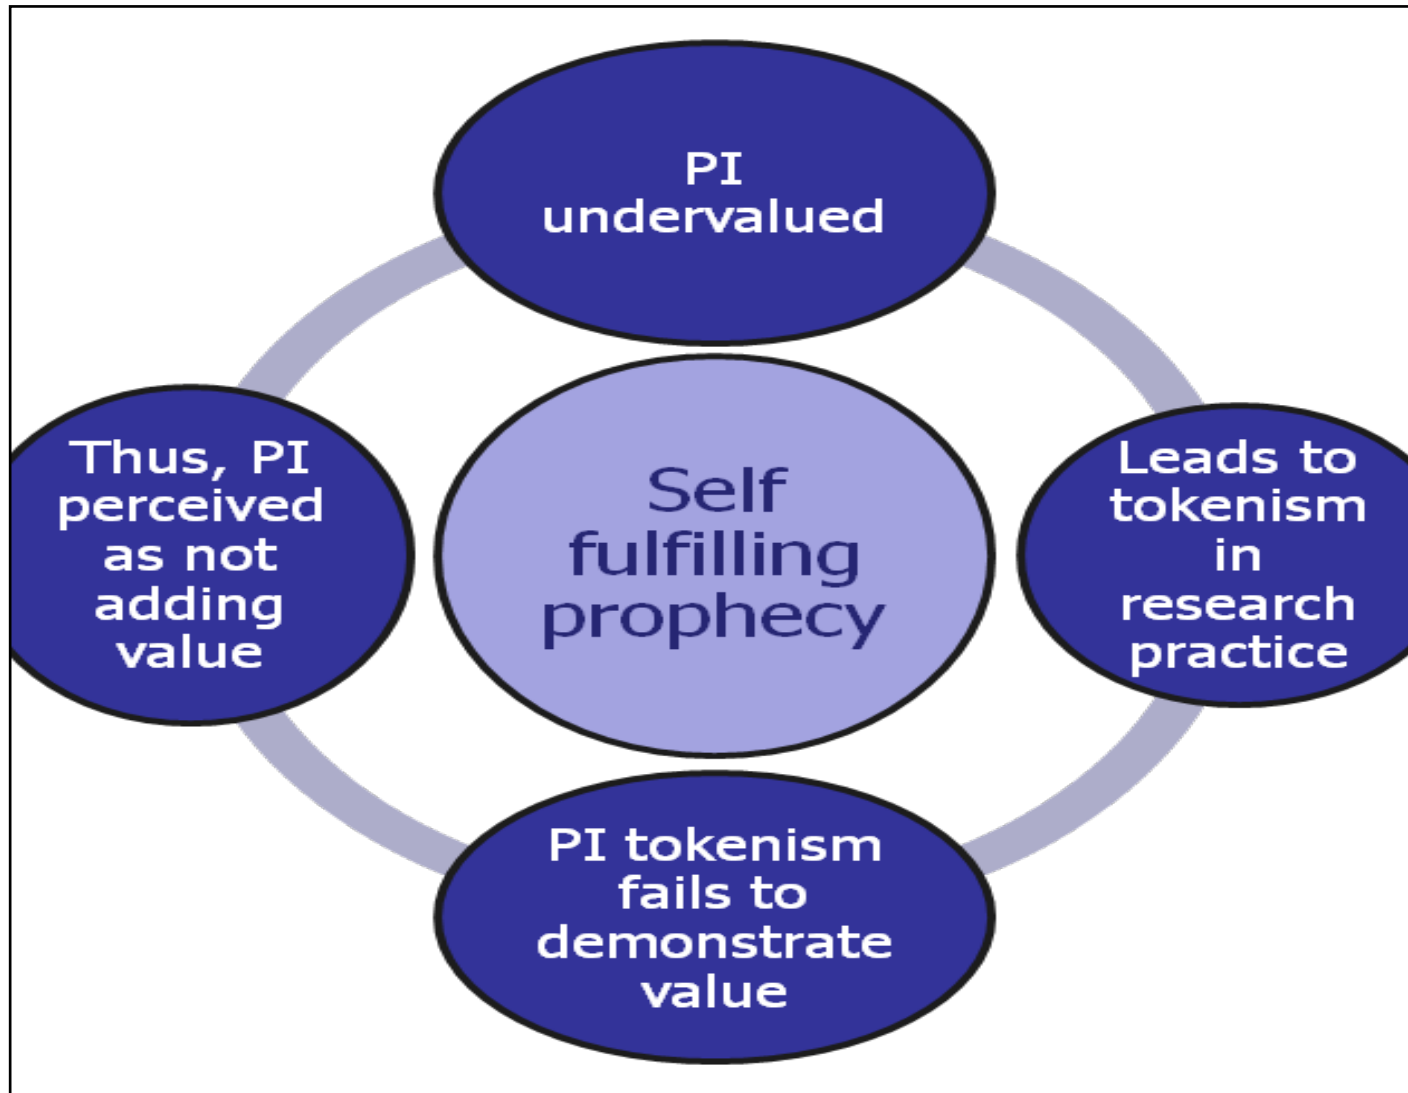 PI
undervalued
Leads to
tokenism
in
research
practice
PI tokenism
fails to
demonstrate
value
Thus, PI
perceived
as not
adding
value
Self
fulfilling
prophecy